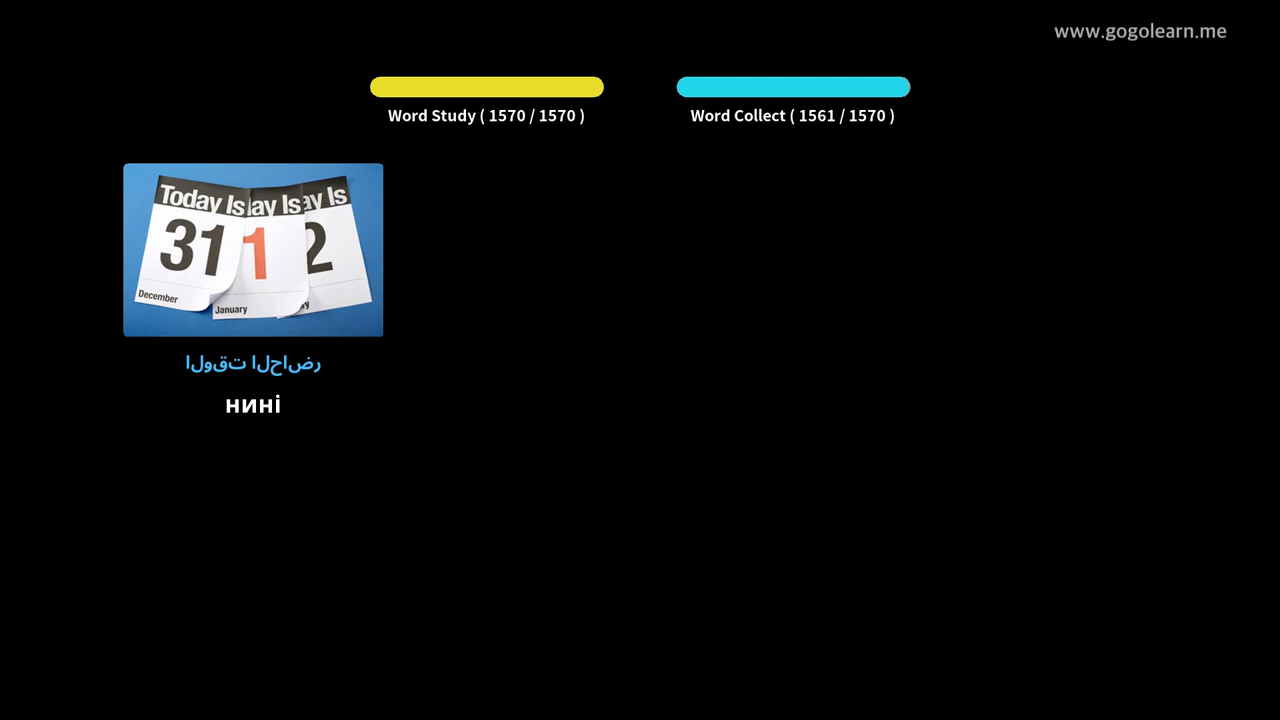 www.gogolearn.me
Word Study ( 1570 / 1570 )
Word Collect ( 1561 / 1570 )
Today Is ay Is ay Is
31 1 2
December
January ry
الوقت الحاضر
нині